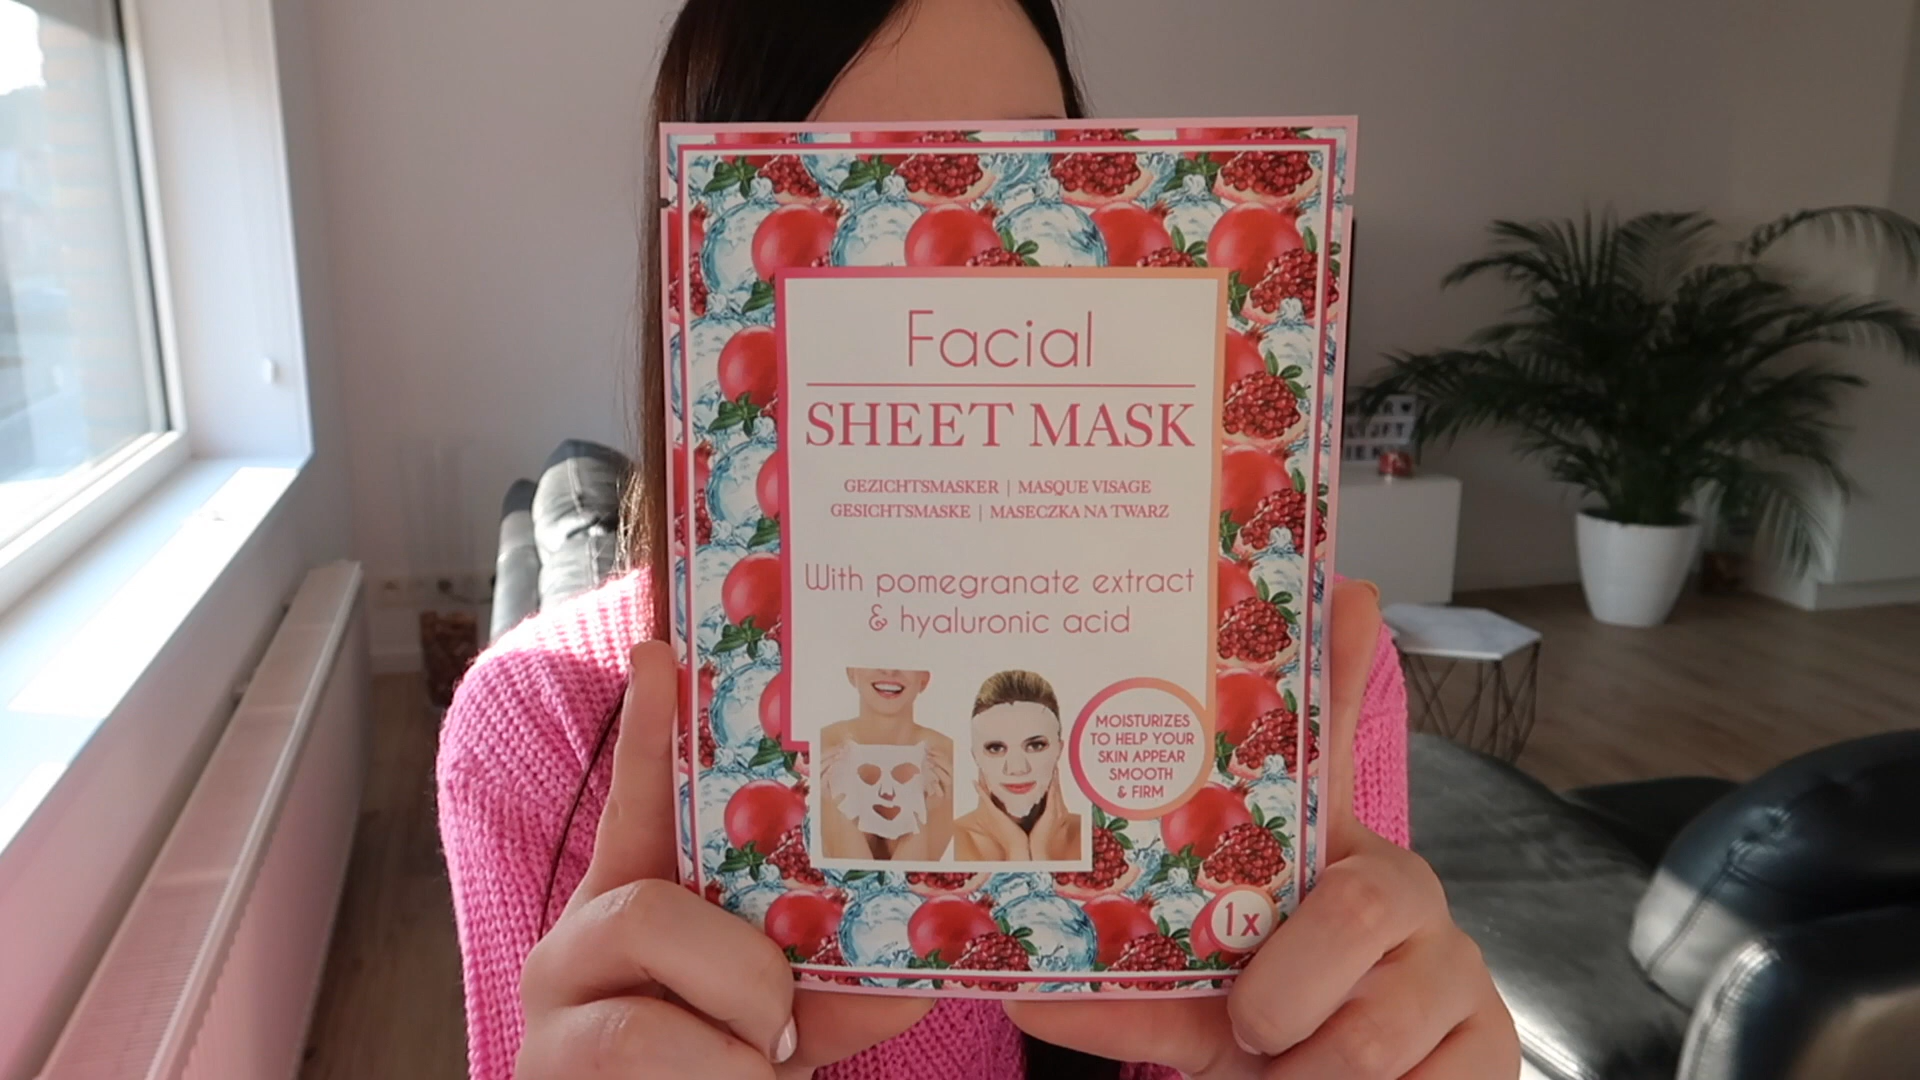 Facial
SHEET MASK
GEZICHTSMASKER | MASQUE VISAGE
GESICHTSMASKE | MASECZKA NA TWARZ
With pomegranate extract
& hyaluronic acid
MOISTURIZES
TO HELP YOUR
SKIN APPEAR
SMOOTH
& FIRM
1x